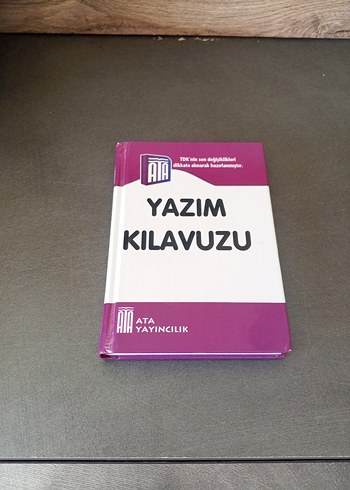 ATA
TDK'nin son değişiklikleri
dikkate alınarak hazırlanmıştır.
YAZIM
KILAVUZU
ATA
ATA
YAYINCILIK